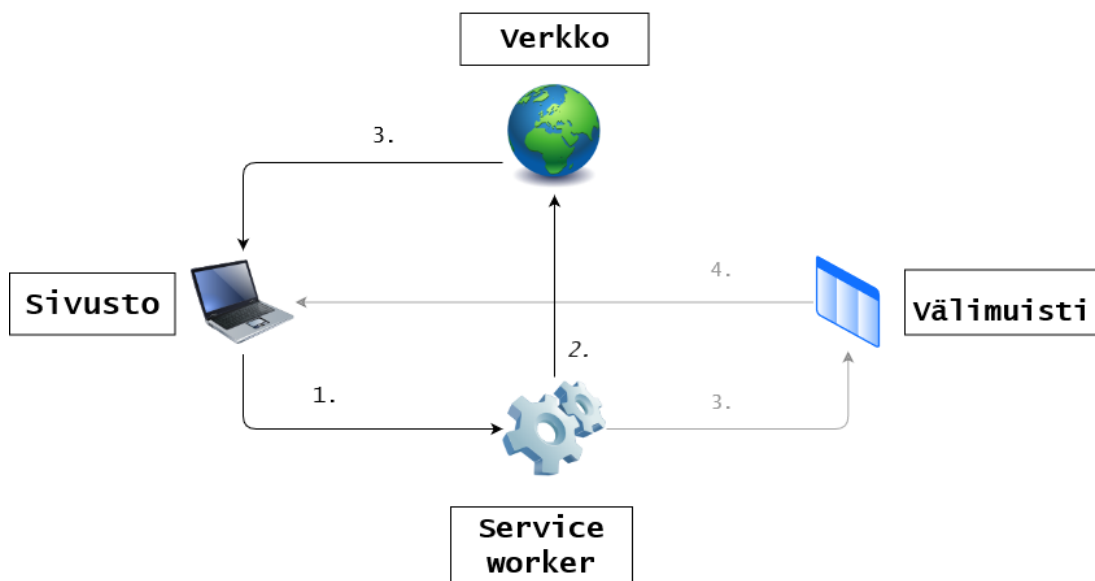 Verkko
3.
4.
Sivusto
Välimuisti
2.
1.
3.
Service
worker